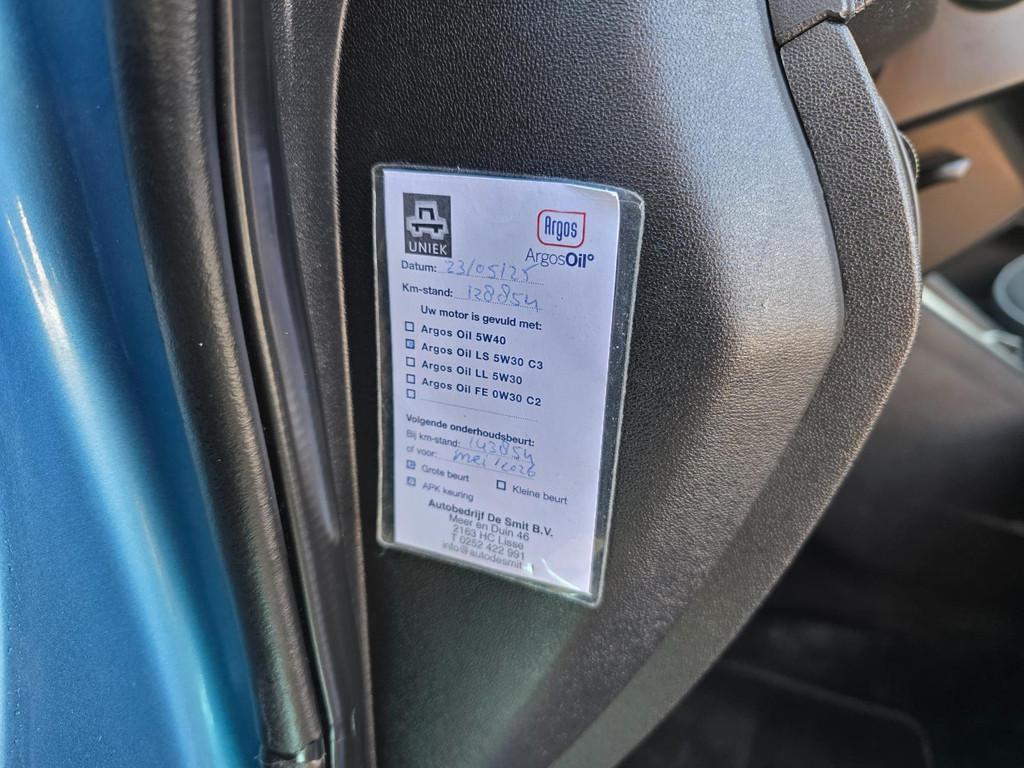 UNIEK
Argos
ArgosOil
Datum: 23/05/25
Km-stand: 128854
Uw motor is gevuld met:
Argos Oil 5W40
Argos Oil LS 5W30 C3
Argos Oil LL 5W30
Argos Oil FE 0W30 C2
Volgende onderhoudsbeurt:
Bij km-stand: 143854
of voor: mei/2026
Grote beurt Kleine beurt
APK keuring
Autobedrijf De Smit B.V.
Meer en Duin 46
2163 HC Lisse
T 0252 422 991
info@autodesmit